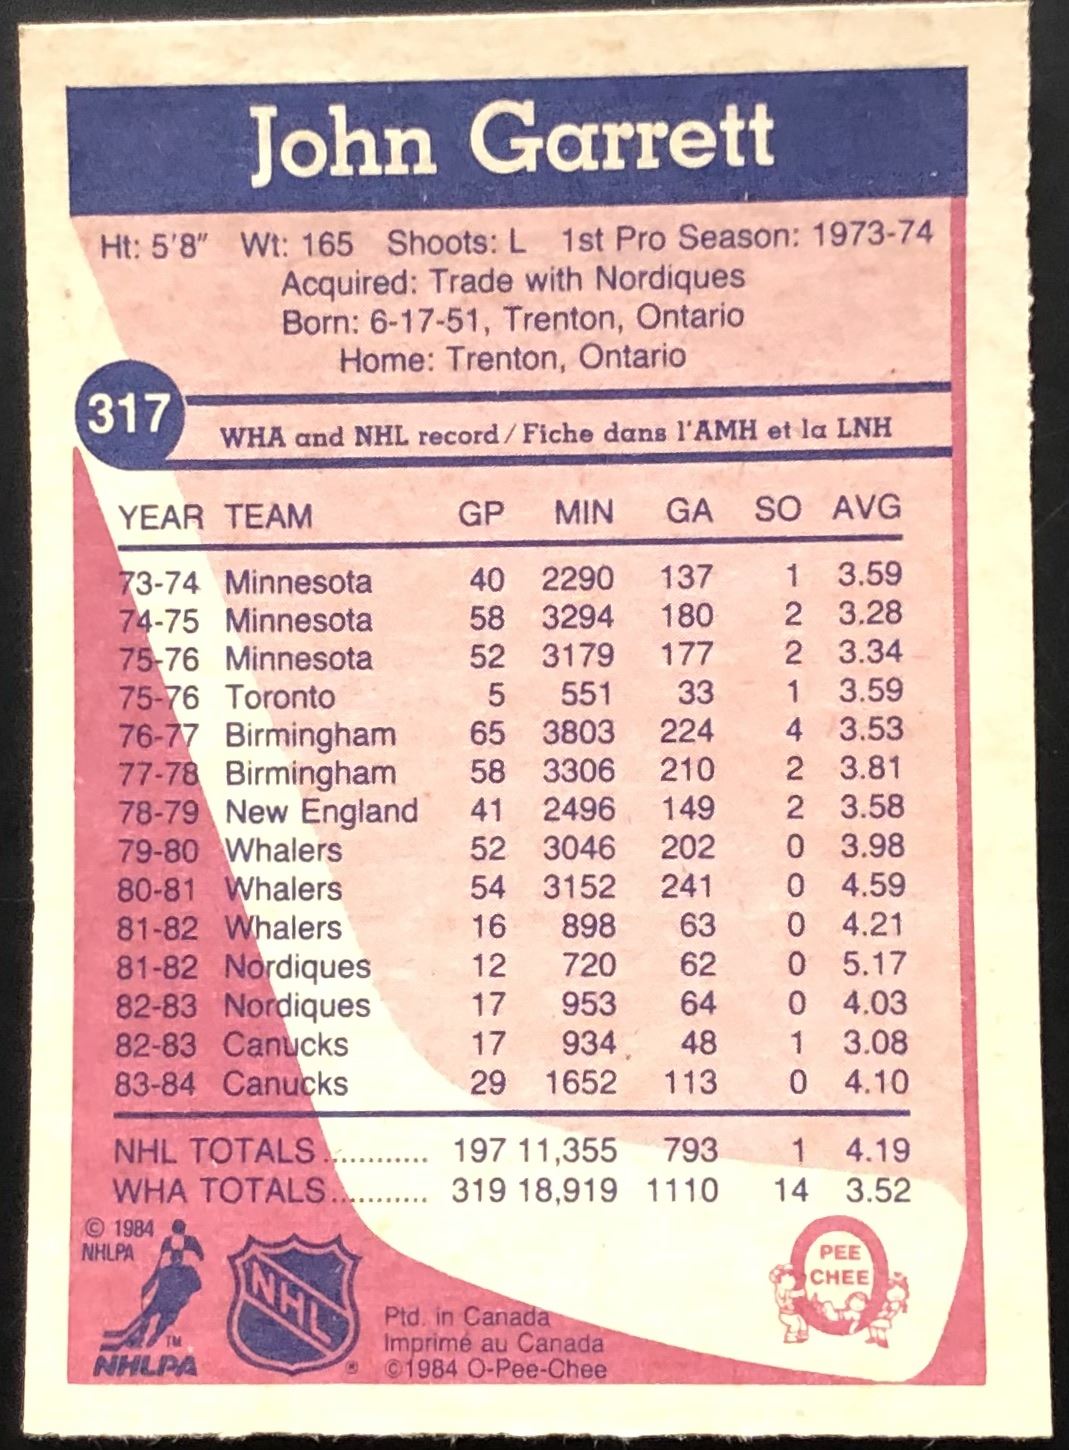 John Garrett
Ht: 5'8" Wt: 165 Shoots: L 1st Pro Season: 1973-74
Acquired: Trade with Nordiques
Born: 6-17-51, Trenton, Ontario
Home: Trenton, Ontario
317
WHA and NHL record/Fiche dans l'AMH et la LNH
YEAR TEAM GP MIN GA SO AVG
73-74 Minnesota 40 2290 137 1 3.59
74-75 Minnesota 58 3294 180 2 3.28
75-76 Minnesota 52 3179 177 2 3.34
75-76 Toronto 5 551 33 1 3.59
76-77 Birmingham 65 3803 224 4 3.53
77-78 Birmingham 58 3306 210 2 3.81
78-79 New England 41 2496 149 2 3.58
79-80 Whalers 52 3046 202 0 3.98
80-81 Whalers 54 3152 241 0 4.59
81-82 Whalers 16 898 63 0 4.21
81-82 Nordiques 12 720 62 0 5.17
82-83 Nordiques 17 953 64 0 4.03
82-83 Canucks 17 934 48 1 3.08
83-84 Canucks 29 1652 113 0 4.10
NHL TOTALS............ 197 11,355 793 1 4.19
WHA TOTALS........... 319 18,919 1110 14 3.52
© 1984
NHLPA
TM
NHLPA
NHL
®
Ptd. in Canada
Imprimé au Canada
©1984 O-Pee-Chee
PEE
CHEE